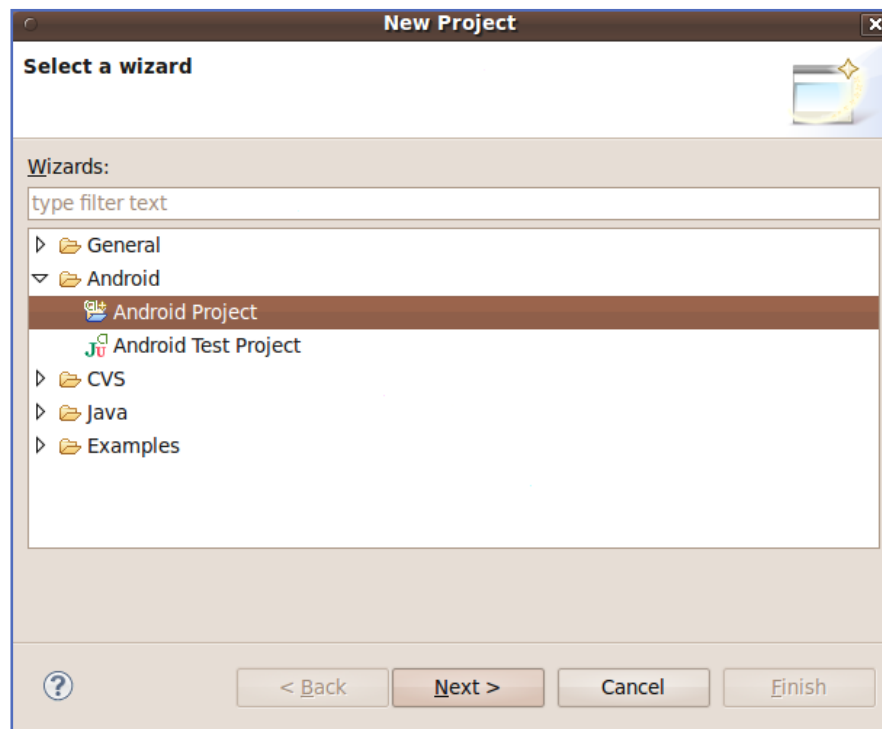 New Project
Select a wizard
Wizards:
type filter text
General
Android
Android Project
Android Test Project
CVS
Java
Examples
< Back Next > Cancel Finish